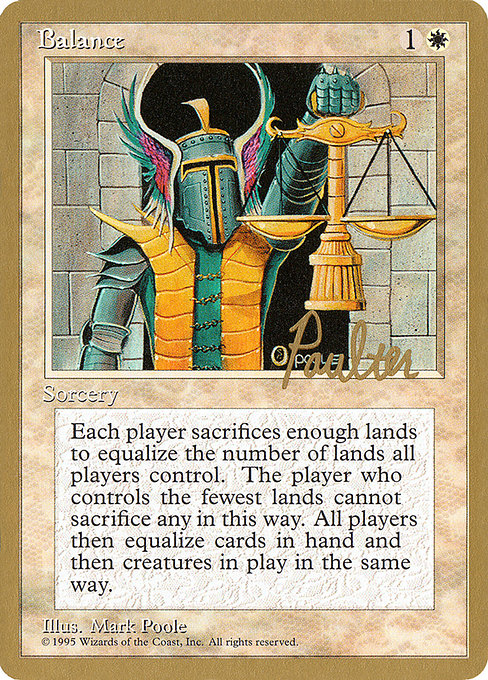 Balance 1
Poulter
Sorcery
Each player sacrifices enough lands
to equalize the number of lands all
players control. The player who
controls the fewest lands cannot
sacrifice any in this way. All players
then equalize cards in hand and
then creatures in play in the same
way.
Illus. Mark Poole
© 1995 Wizards of the Coast, Inc. All rights reserved.